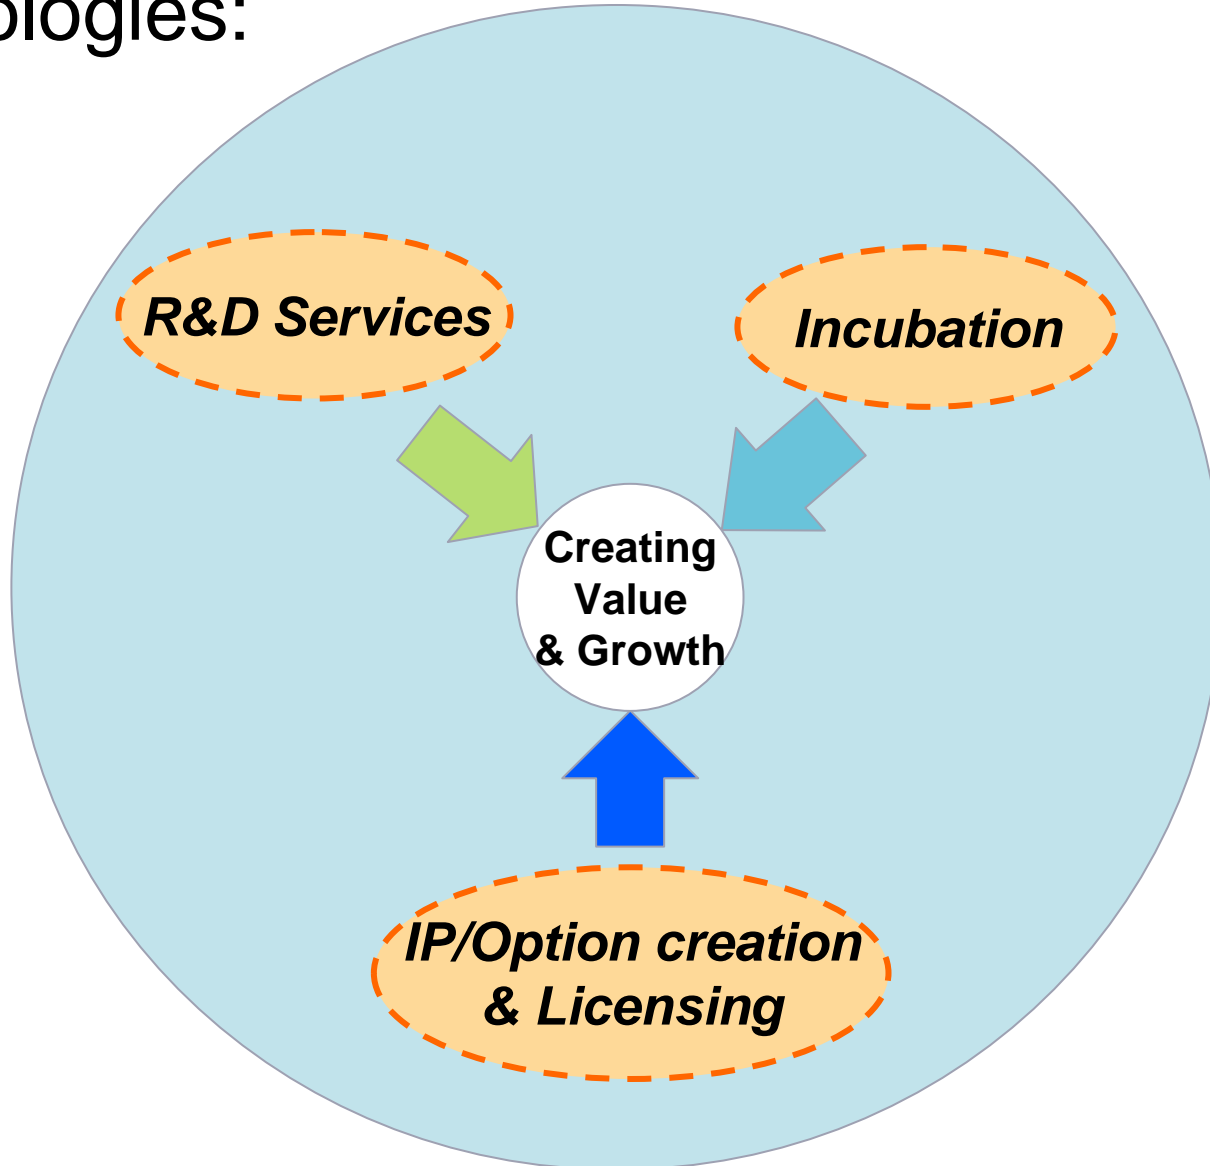 ologies:
R&D Services
Incubation
Creating
Value
& Growth
IP/Option creation
& Licensing